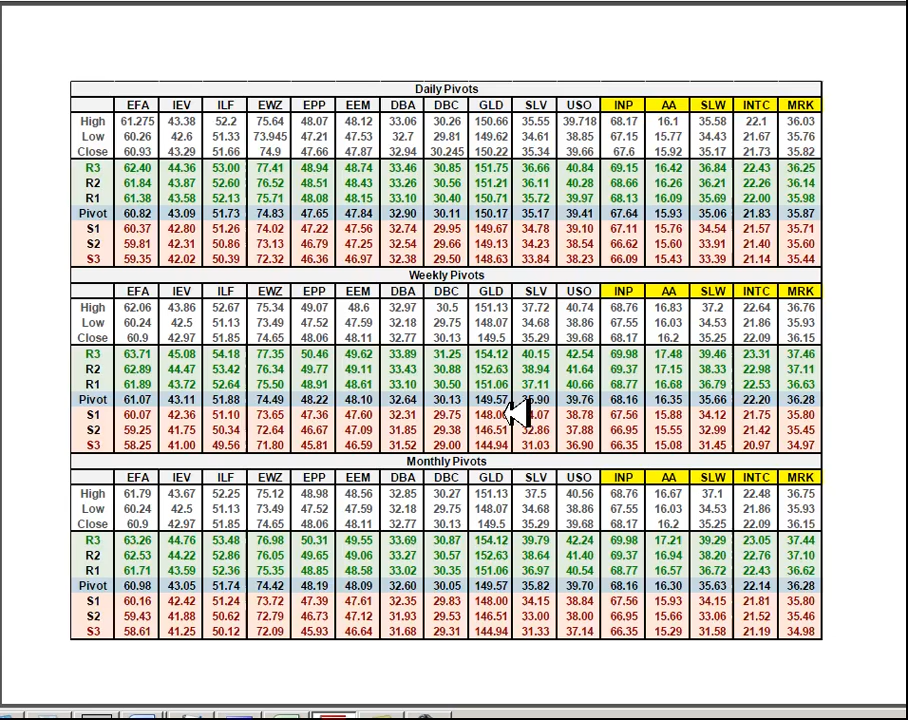 Daily Pivots
EFA IEV ILF EWZ EPP EEM DBA DBC GLD SLV USO INP AA SLW INTC MRK
High 61.275 43.38 52.2 75.64 48.07 48.12 33.06 30.26 150.66 35.55 39.718 68.17 16.1 35.58 22.1 36.03
Low 60.26 42.6 51.33 73.945 47.21 47.53 32.7 29.81 149.62 34.61 38.85 67.15 15.77 34.43 21.67 35.76
Close 60.93 43.29 51.66 74.9 47.66 47.87 32.94 30.245 150.22 35.34 39.66 67.6 15.92 35.17 21.73 35.82
R3 62.40 44.36 53.00 77.41 48.94 48.74 33.46 30.85 151.75 36.66 40.84 69.15 16.42 36.84 22.43 36.25
R2 61.84 43.87 52.60 76.52 48.51 48.43 33.26 30.56 151.21 36.11 40.28 68.66 16.26 36.21 22.26 36.14
R1 61.38 43.58 52.13 75.71 48.08 48.15 33.10 30.40 150.71 35.72 39.97 68.13 16.09 35.69 22.00 35.98
Pivot 60.82 43.09 51.73 74.83 47.65 47.84 32.90 30.11 150.17 35.17 39.41 67.64 15.93 35.06 21.83 35.87
S1 60.37 42.80 51.26 74.02 47.22 47.56 32.74 29.95 149.67 34.78 39.10 67.11 15.76 34.54 21.57 35.71
S2 59.81 42.31 50.86 73.13 46.79 47.25 32.54 29.66 149.13 34.23 38.54 66.62 15.60 33.91 21.40 35.60
S3 59.35 42.02 50.39 72.32 46.36 46.97 32.38 29.50 148.63 33.84 38.23 66.09 15.43 33.39 21.14 35.44
Weekly Pivots
EFA IEV ILF EWZ EPP EEM DBA DBC GLD SLV USO INP AA SLW INTC MRK
High 62.06 43.86 52.67 75.34 49.07 48.6 32.97 30.5 151.13 37.72 40.74 68.76 16.83 37.2 22.64 36.76
Low 60.24 42.5 51.13 73.49 47.52 47.59 32.18 29.75 148.07 34.68 38.86 67.55 16.03 34.53 21.86 35.93
Close 60.9 42.97 51.85 74.65 48.06 48.11 32.77 30.13 149.5 35.29 39.68 68.17 16.2 35.25 22.09 36.15
R3 63.71 45.08 54.18 77.35 50.46 49.62 33.89 31.25 154.12 40.15 42.54 69.98 17.48 39.46 23.31 37.46
R2 62.89 44.47 53.42 76.34 49.77 49.11 33.43 30.88 152.63 38.94 41.64 69.37 17.15 38.33 22.98 37.11
R1 61.89 43.72 52.64 75.50 48.91 48.61 33.10 30.50 151.06 37.11 40.66 68.77 16.68 36.79 22.53 36.63
Pivot 61.07 43.11 51.88 74.49 48.22 48.10 32.64 30.13 149.57 35.90 39.76 68.16 16.35 35.66 22.20 36.28
S1 60.07 42.36 51.10 73.65 47.36 47.60 32.31 29.75 38.78 67.56 15.88 34.12 21.75 35.80
S2 59.25 41.75 50.34 72.64 46.67 47.09 31.85 29.38 146.51 32.86 37.88 66.95 15.55 32.99 21.42 35.45
S3 58.25 41.00 49.56 71.80 45.81 46.59 31.52 29.00 144.94 31.03 36.90 66.35 15.08 31.45 20.97 34.97
Monthly Pivots
EFA IEV ILF EWZ EPP EEM DBA DBC GLD SLV USO INP AA SLW INTC MRK
High 61.79 43.67 52.25 75.12 48.98 48.56 32.85 30.27 151.13 37.5 40.56 68.76 16.67 37.1 22.48 36.75
Low 60.24 42.5 51.13 73.49 47.52 47.59 32.18 29.75 148.07 34.68 38.86 67.55 16.03 34.53 21.86 35.93
Close 60.9 42.97 51.85 74.65 48.06 48.11 32.77 30.13 149.5 35.29 39.68 68.17 16.2 35.25 22.09 36.15
R3 63.26 44.76 53.48 76.98 50.31 49.55 33.69 30.87 154.12 39.79 42.24 69.98 17.21 39.29 23.05 37.44
R2 62.53 44.22 52.86 76.05 49.65 49.06 33.27 30.57 152.63 38.64 41.40 69.37 16.94 38.20 22.76 37.10
R1 61.71 43.59 52.36 75.35 48.85 48.58 33.02 30.35 151.06 36.97 40.54 68.77 16.57 36.72 22.43 36.62
Pivot 60.98 43.05 51.74 74.42 48.19 48.09 32.60 30.05 149.57 35.82 39.70 68.16 16.30 35.63 22.14 36.28
S1 60.16 42.42 51.24 73.72 47.39 47.61 32.35 29.83 148.00 34.15 38.84 67.56 15.93 34.15 21.81 35.80
S2 59.43 41.88 50.62 72.79 46.73 47.12 31.93 29.53 146.51 33.00 38.00 66.95 15.66 33.06 21.52 35.46
S3 58.61 41.25 50.12 72.09 45.93 46.64 31.68 29.31 144.94 31.33 37.14 66.35 15.29 31.58 21.19 34.98